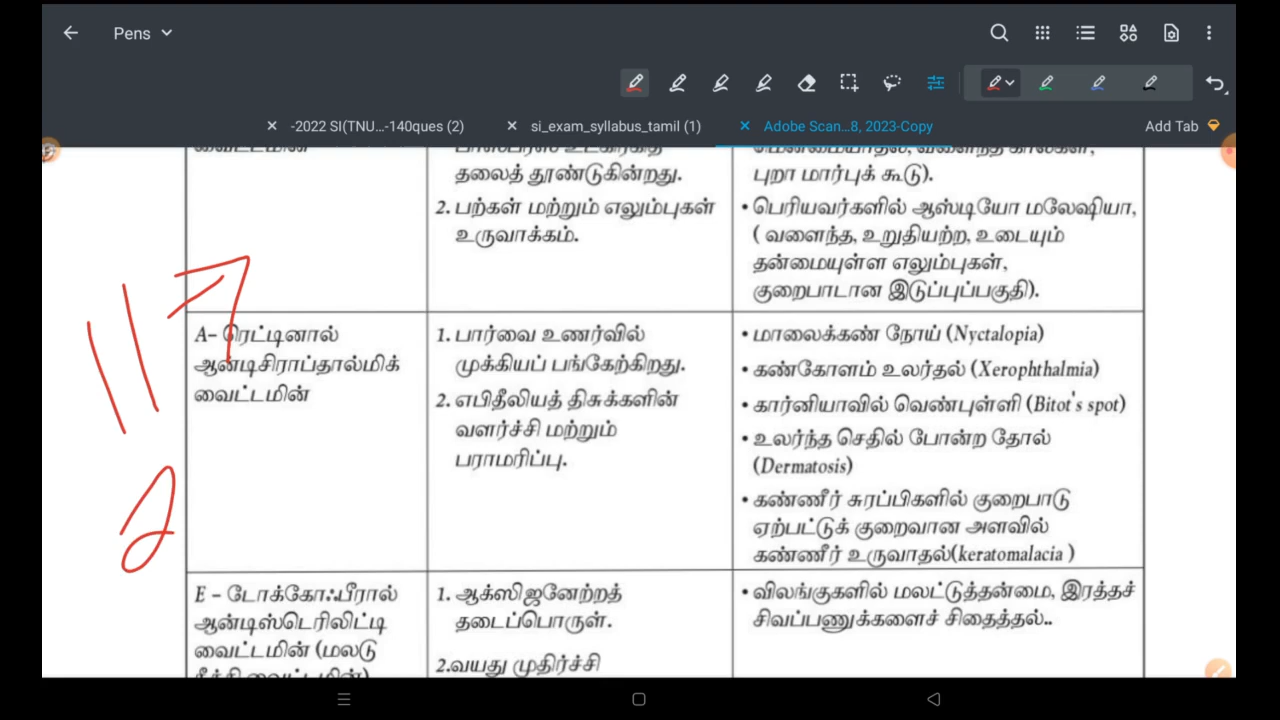 Pens
-2022 SI(TNU...-140ques (2)
si_exam_syllabus_tamil (1)
Adobe Scan...8, 2023-Copy
Add Tab
வைட்டமின்
தலைத் தூண்டுகின்றது.
2. பற்கள் மற்றும் எலும்புகள்
உருவாக்கம்.
புறா மார்புக் கூடு).
• பெரியவர்களில் ஆஸ்டியோ மலேஷியா,
( வளைந்த, உறுதியற்ற, உடையும்
தன்மையுள்ள எலும்புகள்,
குறைபாடான இடுப்புப்பகுதி).
117
2
A– ரெட்டினால்
ஆன்டிசிராப்தால்மிக்
வைட்டமின்
1. பார்வை உணர்வில்
முக்கியப் பங்கேற்கிறது.
2. எபிதீலியத் திசுக்களின்
வளர்ச்சி மற்றும்
பராமரிப்பு.
• மாலைக்கண் நோய் (Nyctalopia)
• கண்கோளம் உலர்தல் (Xerophthalmia)
• கார்னியாவில் வெண்புள்ளி (Bitot's spot)
• உலர்ந்த செதில் போன்ற தோல்
(Dermatosis)
• கண்ணீர் சுரப்பிகளில் குறைபாடு
ஏற்பட்டுக் குறைவான அளவில்
கண்ணீர் உருவாதல்(keratomalacia )
E – டோக்கோஃபீரால்
ஆன்டிஸ்டெரிலிட்டி
வைட்டமின் (மலடு
1. ஆக்ஸிஜனேற்றத்
தடைப்பொருள்.
2.வயது முதிர்ச்சி
• விலங்குகளில் மலட்டுத்தன்மை, இரத்தச்
சிவப்பணுக்களைச் சிதைத்தல்..